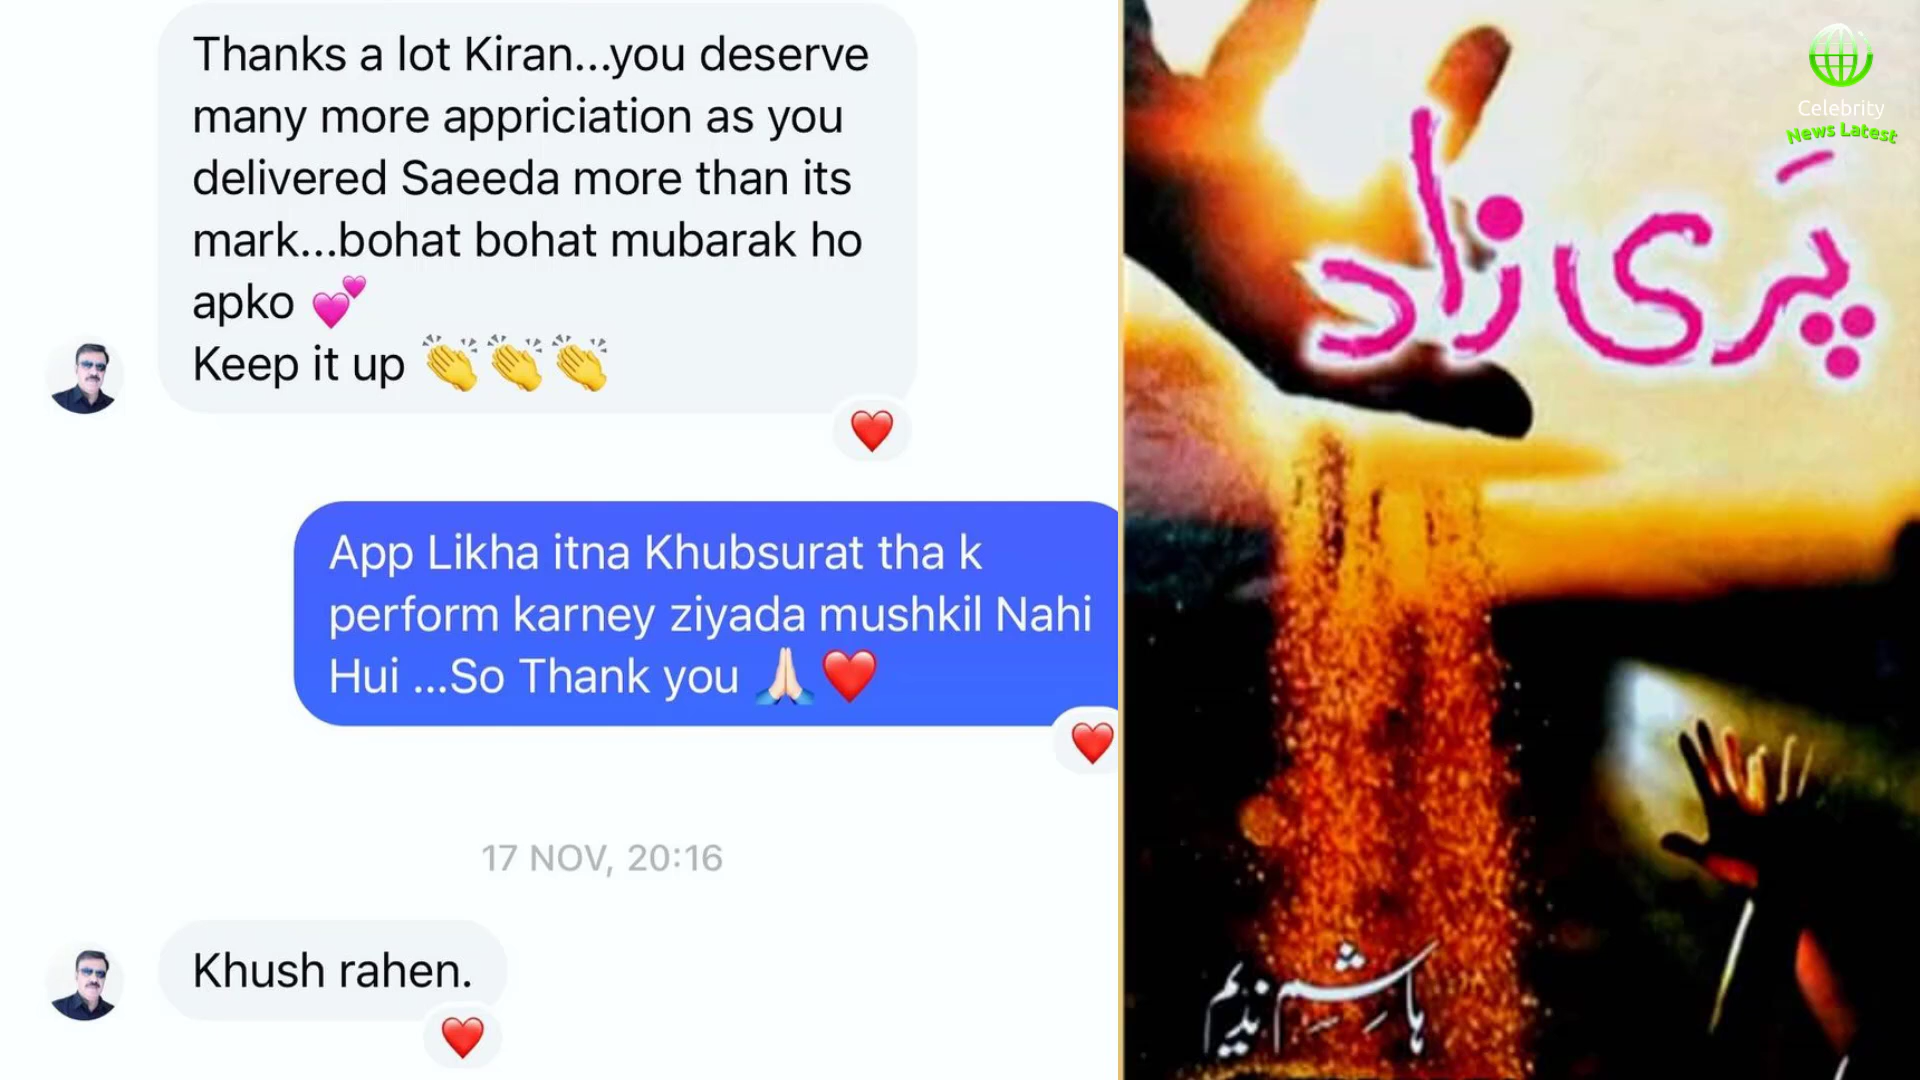 Thanks a lot Kiran...you deserve
many more appriciation as you
delivered Saeeda more than its
mark...bohat bohat mubarak ho
apko 💕
Keep it up 👏👏👏
❤️
App Likha itna Khubsurat tha k
perform karney ziyada mushkil Nahi
Hui ...So Thank you 🙏🏻❤️
❤️
17 NOV, 20:16
Khush rahen.
❤️
Celebrity
News Latest
پَری زاد
ہاشِم ندیم